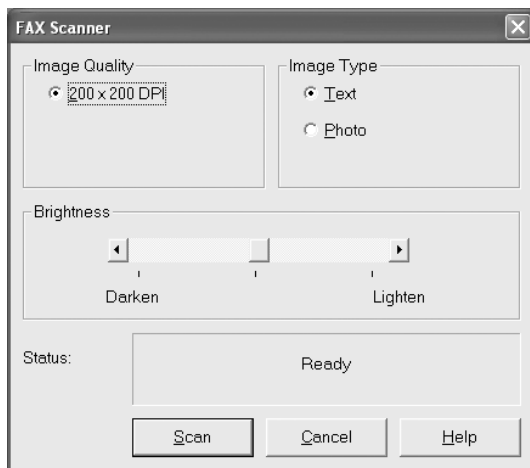 FAX Scanner
Image Quality
200 x 200 DPI
Image Type
Text
Photo
Brightness
Darken
Lighten
Status:
Ready
Scan
Cancel
Help